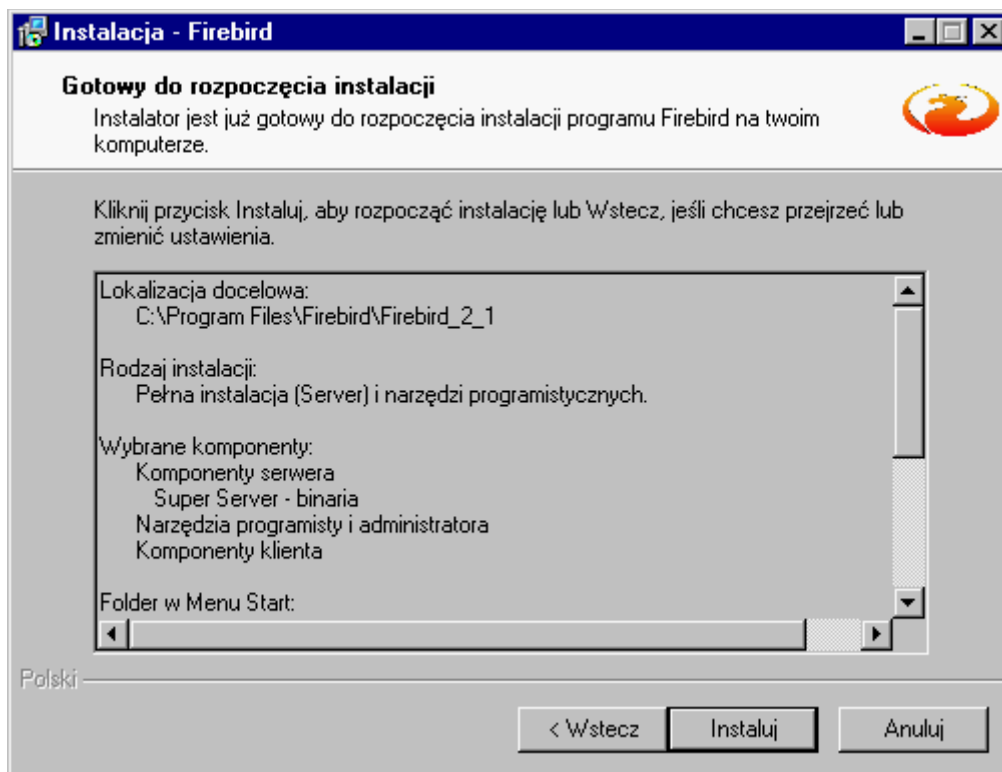 Instalacja - Firebird
Gotowy do rozpoczęcia instalacji
Instalator jest już gotowy do rozpoczęcia instalacji programu Firebird na twoim
komputerze.
Kliknij przycisk Instaluj, aby rozpocząć instalację lub Wstecz, jeśli chcesz przejrzeć lub
zmienić ustawienia.
Lokalizacja docelowa:
C:\Program Files\Firebird\Firebird_2_1
Rodzaj instalacji:
Pełna instalacja (Server) i narzędzi programistycznych.
Wybrane komponenty:
Komponenty serwera
Super Server - binaria
Narzędzia programisty i administratora
Komponenty klienta
Folder w Menu Start:
Polski
< Wstecz
Instaluj
Anuluj